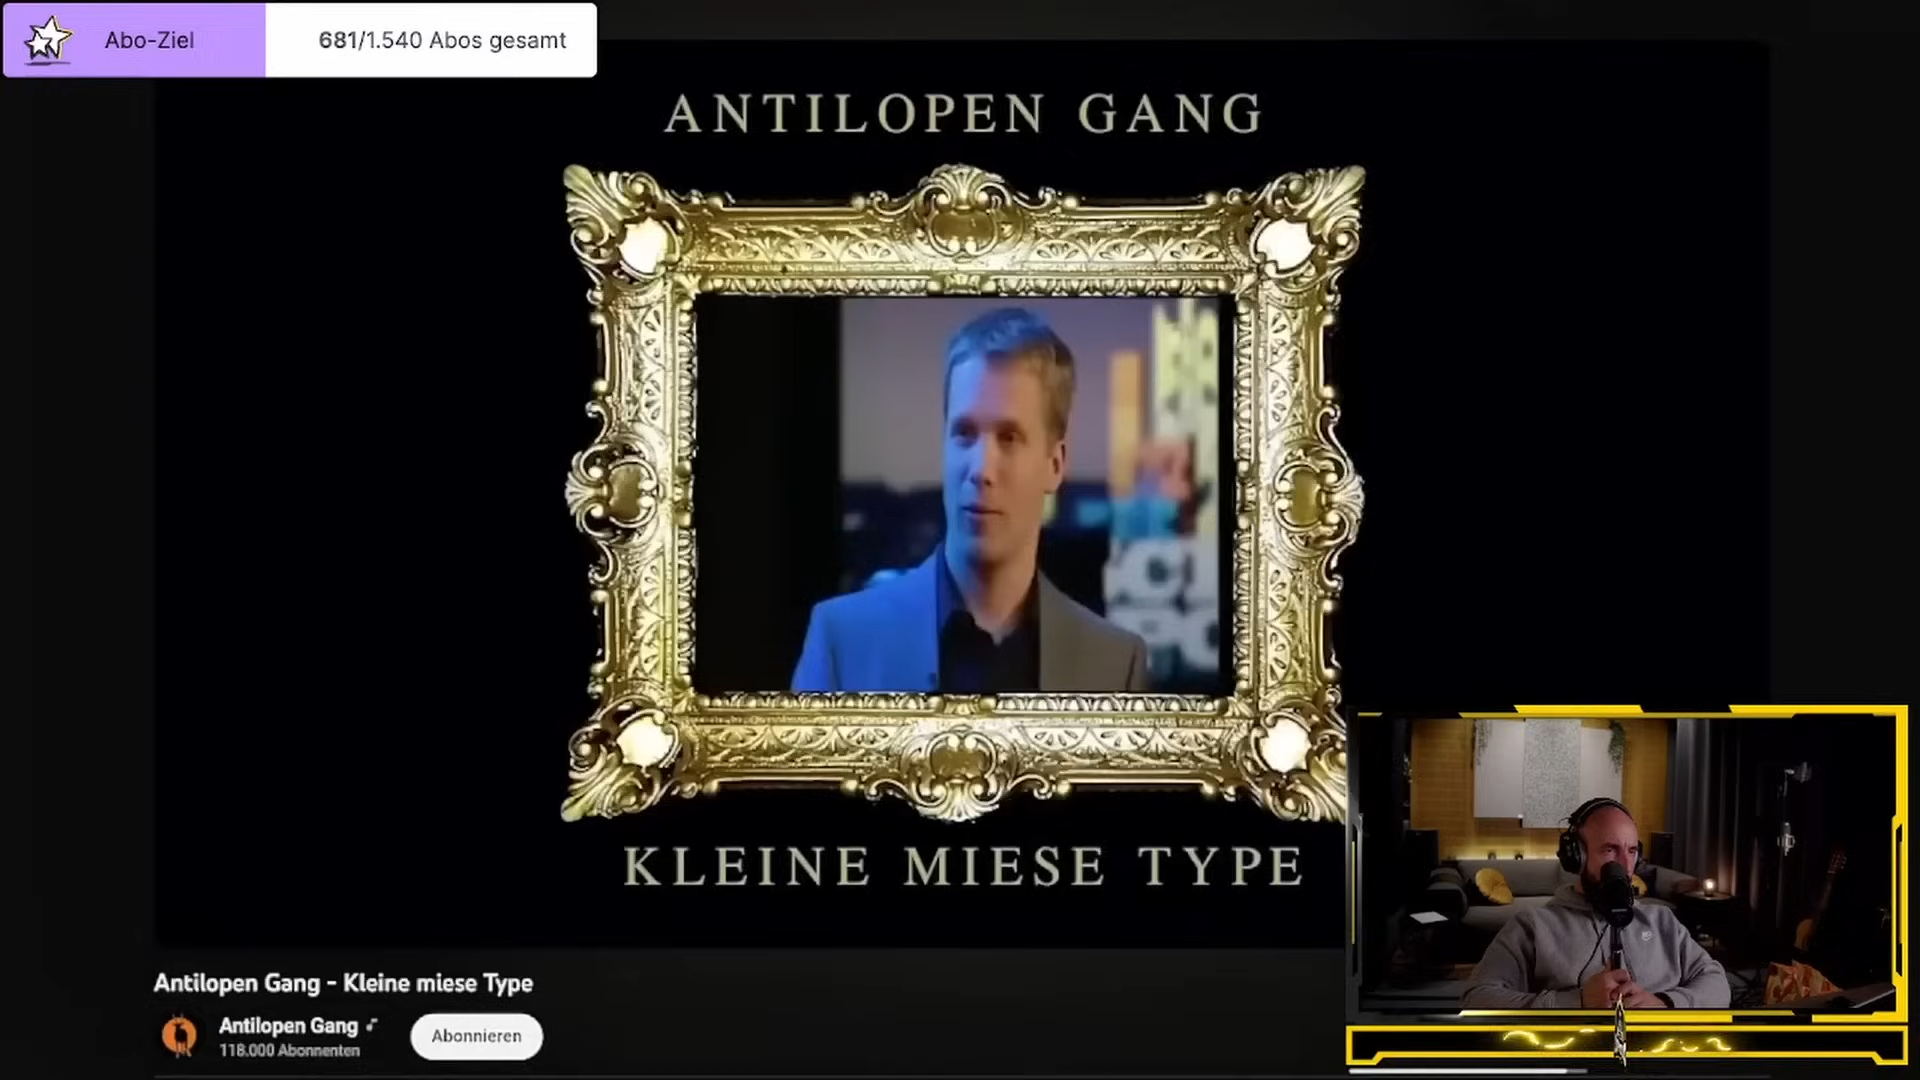 Abo-Ziel
681/1.540 Abos gesamt
ANTILOPEN GANG
KLEINE MIESE TYPE
Antilopen Gang - Kleine miese Type
Antilopen Gang
118.000 Abonnenten
Abonnieren